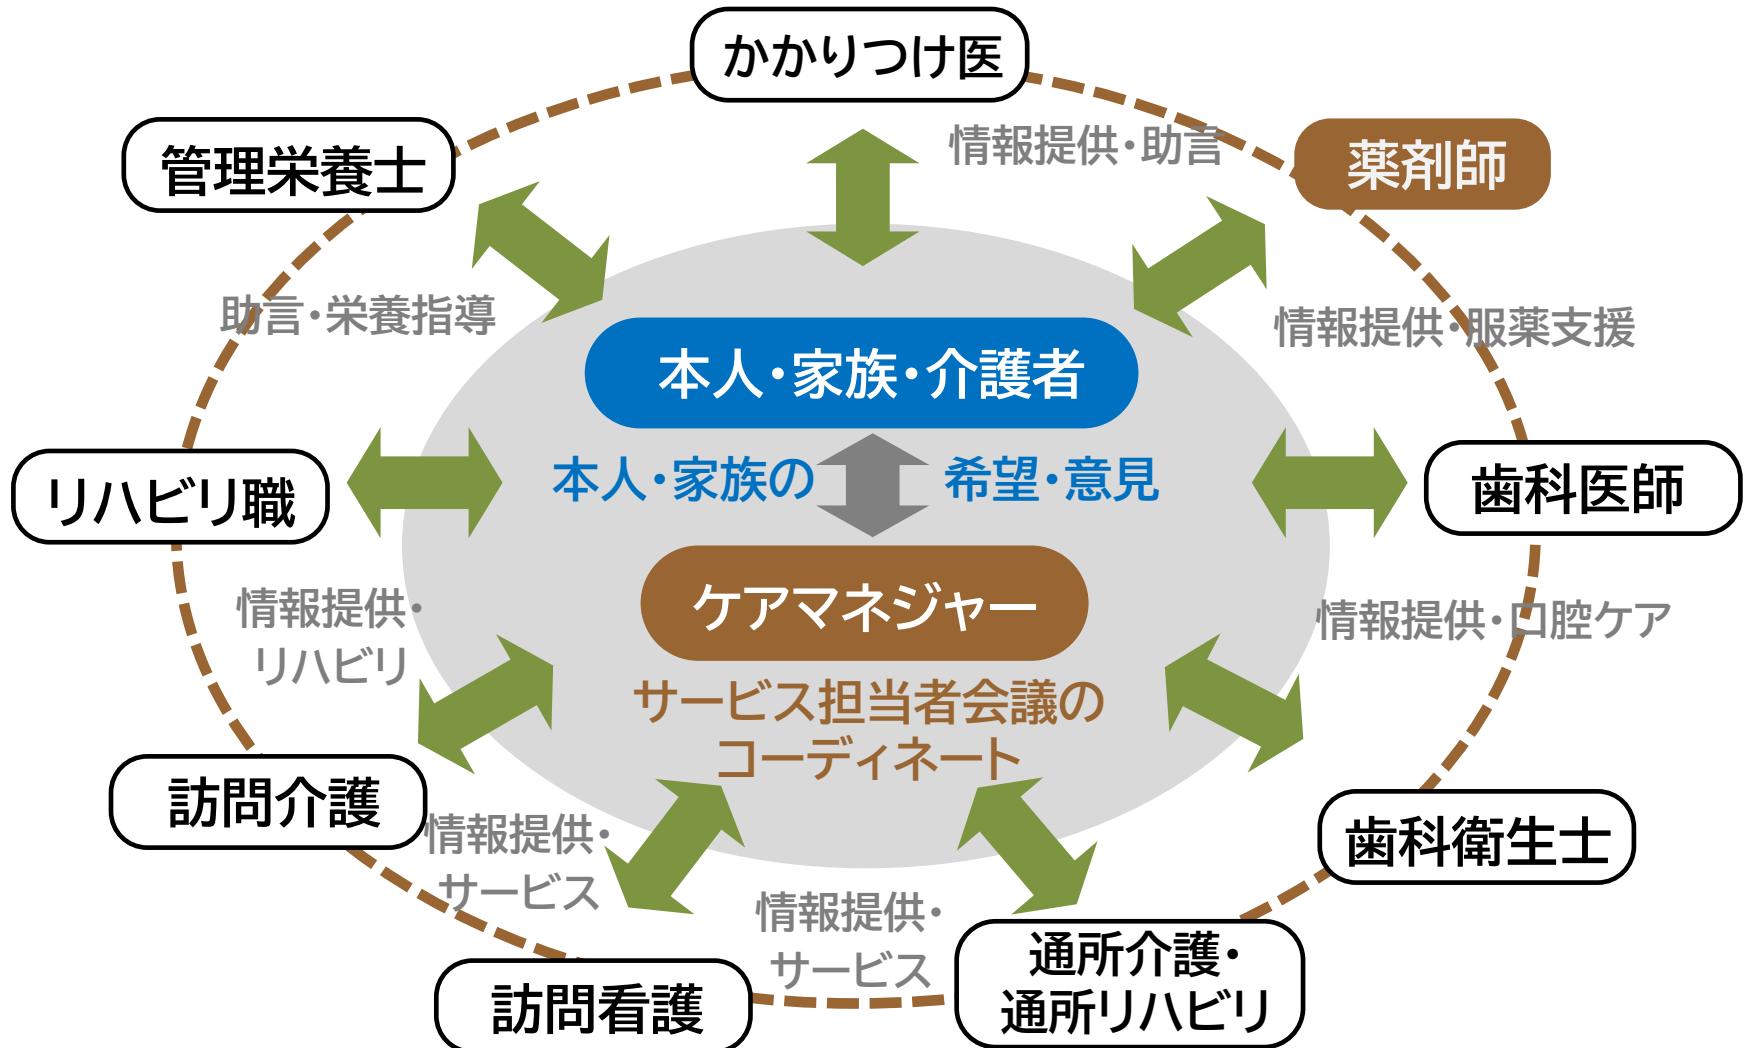 かかりつけ医
管理栄養士
情報提供・助言
薬剤師
助言・栄養指導
情報提供・服薬支援
本人・家族・介護者
本人・家族の
希望・意見
リハビリ職
歯科医師
ケアマネジャー
情報提供・
リハビリ
情報提供・口腔ケア
サービス担当者会議の
コーディネート
訪問介護
情報提供・
サービス
歯科衛生士
情報提供・
サービス
通所介護・
通所リハビリ
訪問看護